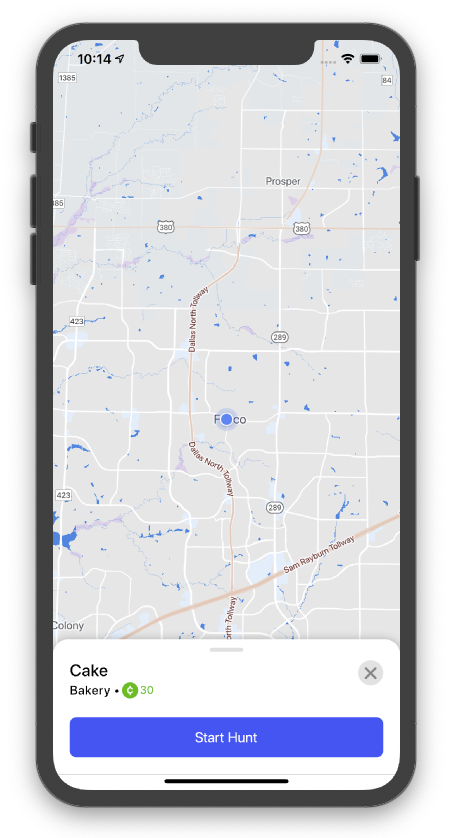 10:14
1385
84
Prosper
385
380
380
Dallas North Tollway
423
289
F  co
Dallas North Tollway
423
289
Sam Rayburn Tollway
orth Tollway
Colony
Cake
Bakery • ¢ 30
Start Hunt